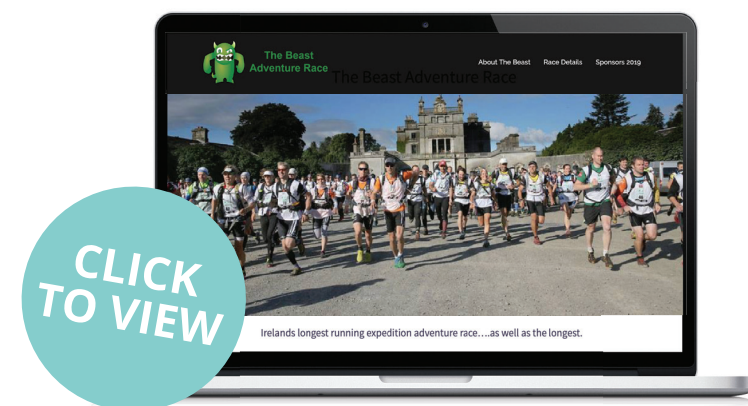 The Beast
Adventure Race
About The Beast Race Details Sponsors 2019
The Beast Adventure Race
CLICK
TO VIEW
Irelands longest running expedition adventure race….as well as the longest.